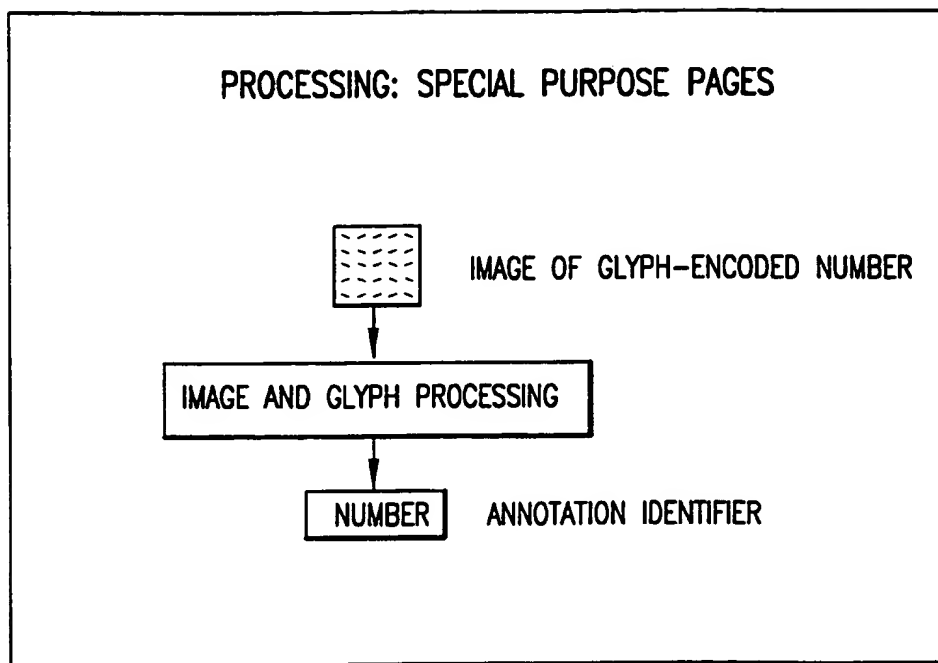 PROCESSING: SPECIAL PURPOSE PAGES
IMAGE OF GLYPH-ENCODED NUMBER
IMAGE AND GLYPH PROCESSING
NUMBER ANNOTATION IDENTIFIER